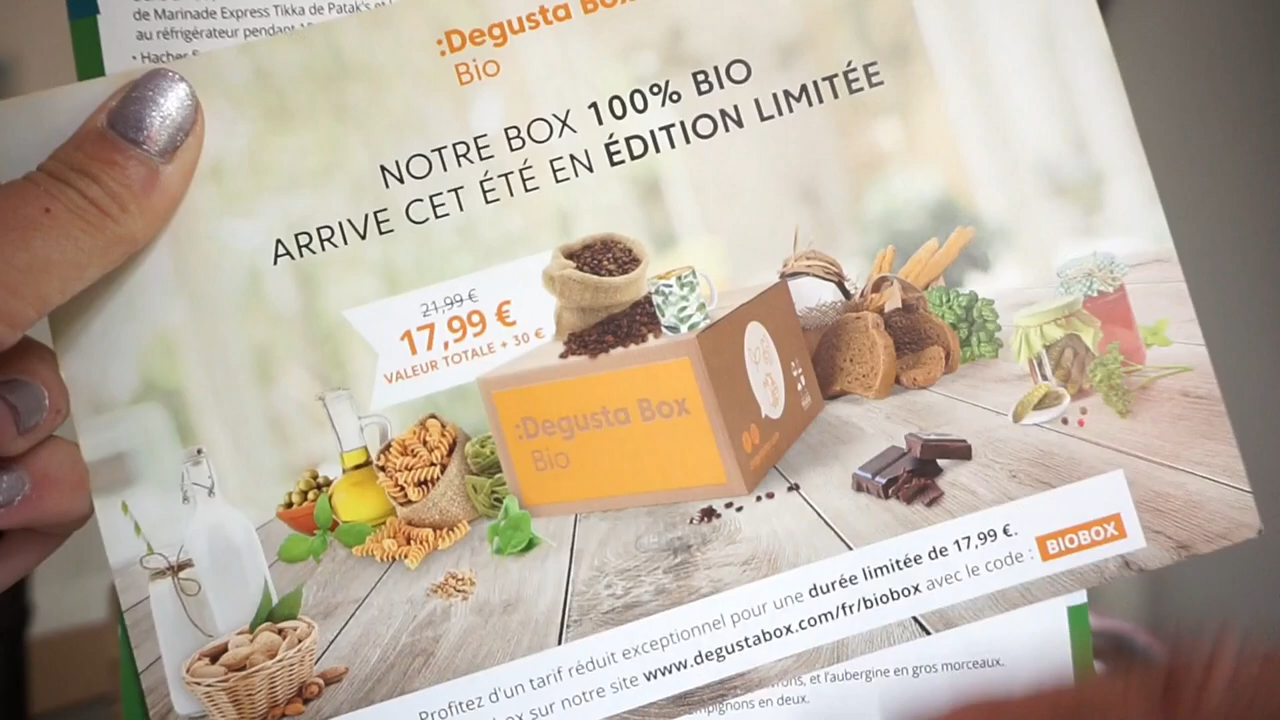 de Marinade Express Tikka de Patak's et
au réfrigérateur pendant
• Hacher
:Degusta Box
Bio
NOTRE BOX 100% BIO
ARRIVE CET ÉTÉ EN ÉDITION LIMITÉE
21,99 €
17,99 €
VALEUR TOTALE + 30 €
:Degusta Box
Bio
Profitez d'un tarif réduit exceptionnel pour une durée limitée de 17,99 €.
sur notre site www.degustabox.com/fr/biobox avec le code : BIOBOX
et l'aubergine en gros morceaux.
en deux.